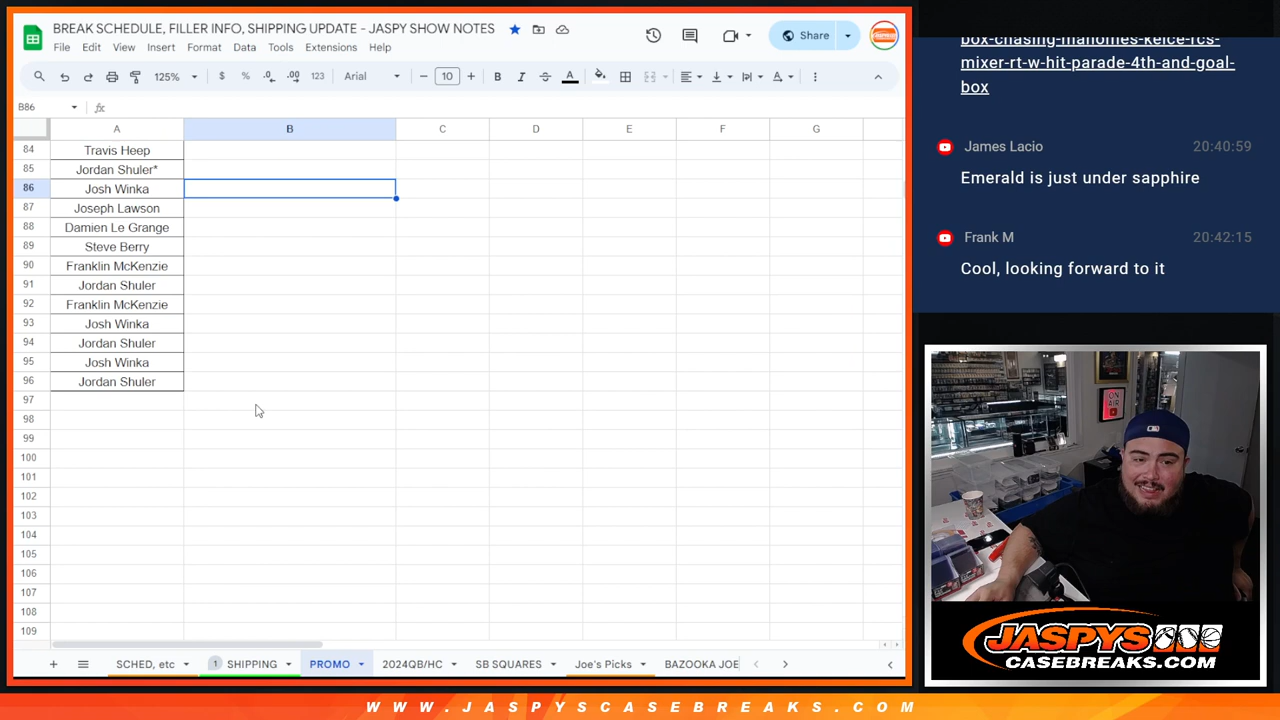 BREAK SCHEDULE, FILLER INFO, SHIPPING UPDATE - JASPY SHOW NOTES
File Edit View Insert Format Data Tools Extensions Help
Share
125% $ % .0 .00 123 Arial 10 B I A
B86 fx
A B C D E F G
84 Travis Heep
85 Jordan Shuler*
86 Josh Winka
87 Joseph Lawson
88 Damien Le Grange
89 Steve Berry
90 Franklin McKenzie
91 Jordan Shuler
92 Franklin McKenzie
93 Josh Winka
94 Jordan Shuler
95 Josh Winka
96 Jordan Shuler
97
98
99
100
101
102
103
104
105
106
107
108
109
SCHED, etc 1 SHIPPING PROMO 2024QB/HC SB SQUARES Joe's Picks BAZOOKA JOE
box-chasing-mahomes-kelce-rcs-
mixer-rt-w-hit-parade-4th-and-goal-
box
James Lacio 20:40:59
Emerald is just under sapphire
Frank M 20:42:15
Cool, looking forward to it
ON AIR
JASPYS
CASEBREAKS.COM
WWW.JASPYSCASEBREAKS.COM